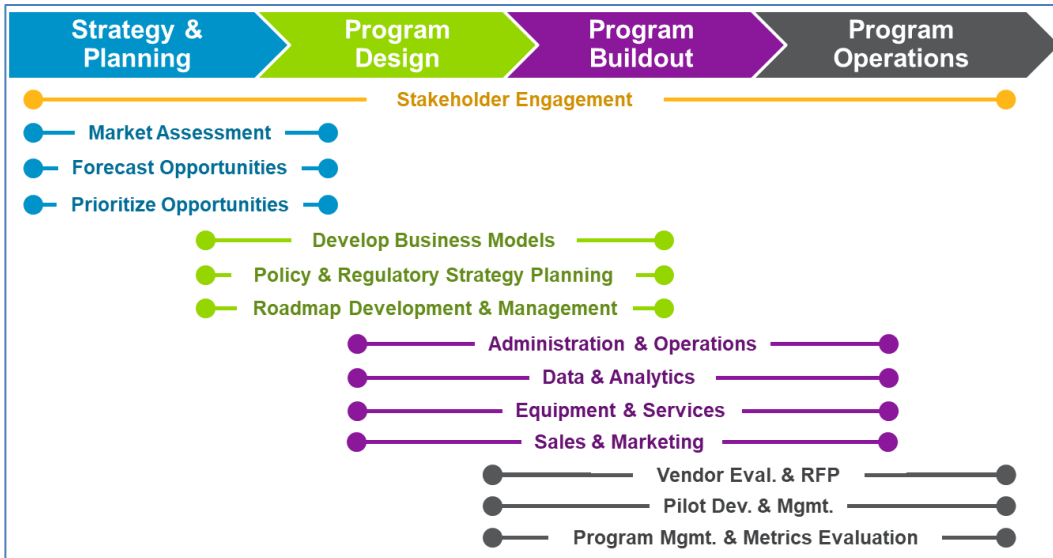 Strategy &
Planning
Program
Design
Program
Buildout
Program
Operations
Stakeholder Engagement
Market Assessment
Forecast Opportunities
Prioritize Opportunities
Develop Business Models
Policy & Regulatory Strategy Planning
Roadmap Development & Management
Administration & Operations
Data & Analytics
Equipment & Services
Sales & Marketing
Vendor Eval. & RFP
Pilot Dev. & Mgmt.
Program Mgmt. & Metrics Evaluation